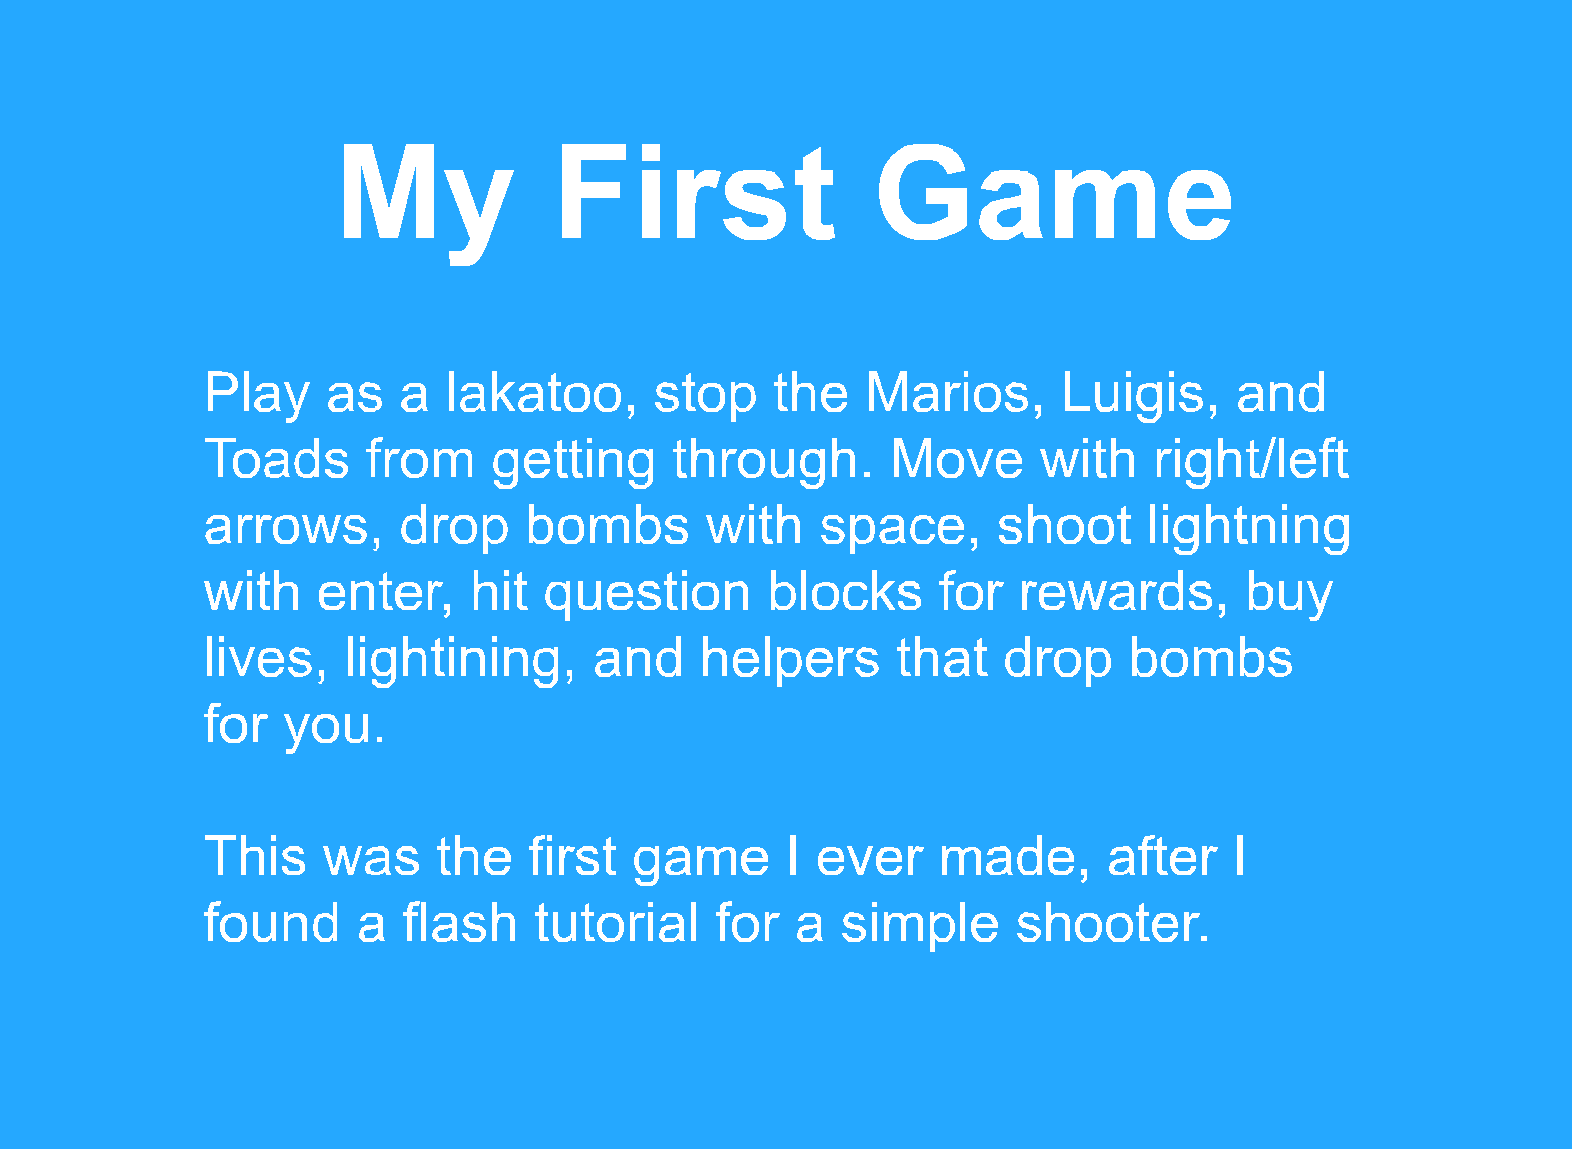 My First Game
Play as a lakatoo, stop the Marios, Luigis, and
Toads from getting through. Move with right/left
arrows, drop bombs with space, shoot lightning
with enter, hit question blocks for rewards, buy
lives, lightining, and helpers that drop bombs
for you.
This was the first game I ever made, after I
found a flash tutorial for a simple shooter.